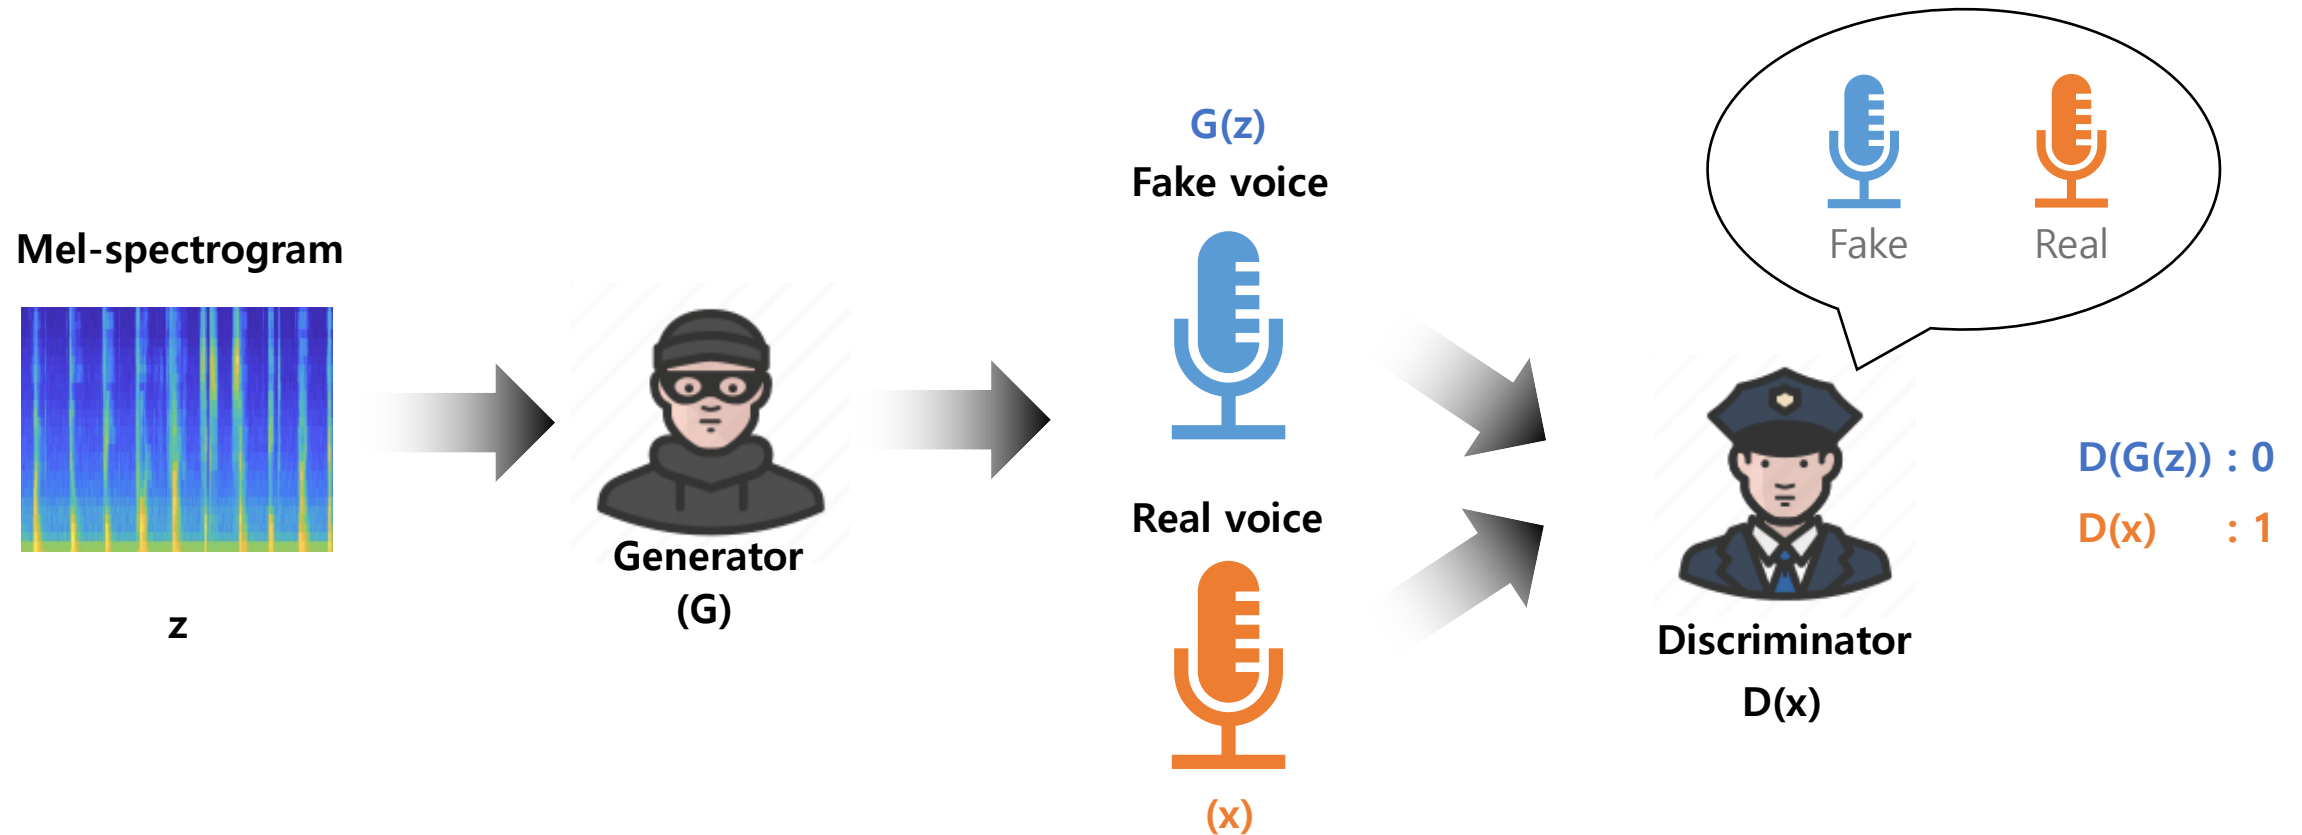 Mel-spectrogram
z
Generator
(G)
G(z)
Fake voice
Real voice
(x)
Fake
Real
Discriminator
D(x)
D(G(z)) : 0
D(x) : 1